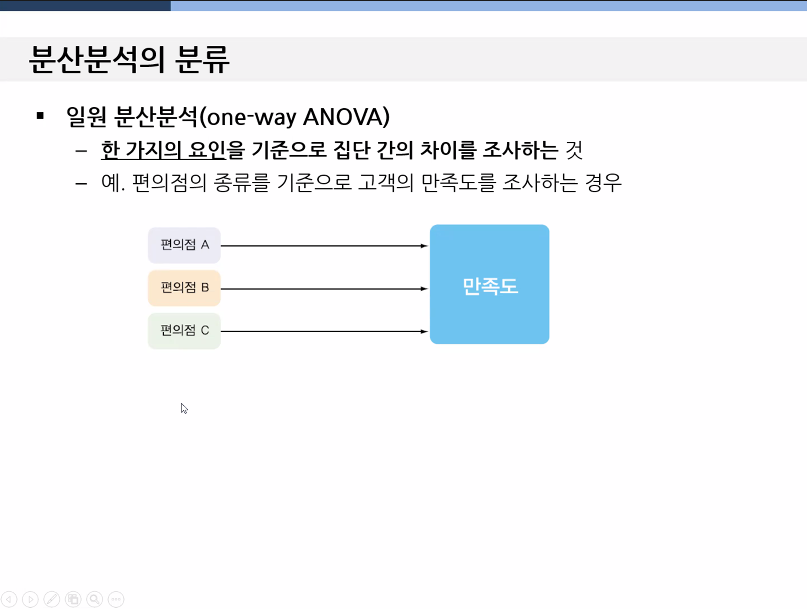 분산분석의 분류
▪ 일원 분산분석(one-way ANOVA)
– 한 가지의 요인을 기준으로 집단 간의 차이를 조사하는 것
– 예. 편의점의 종류를 기준으로 고객의 만족도를 조사하는 경우
편의점 A
편의점 B
만족도
편의점 C